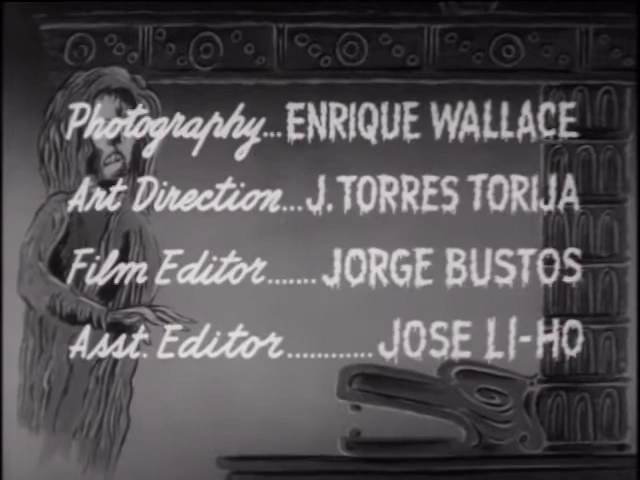 Photography...ENRIQUE WALLACE
Art Direction...J. TORRES TORIJA
Film Editor.......JORGE BUSTOS
Asst. Editor............JOSE LI-HO